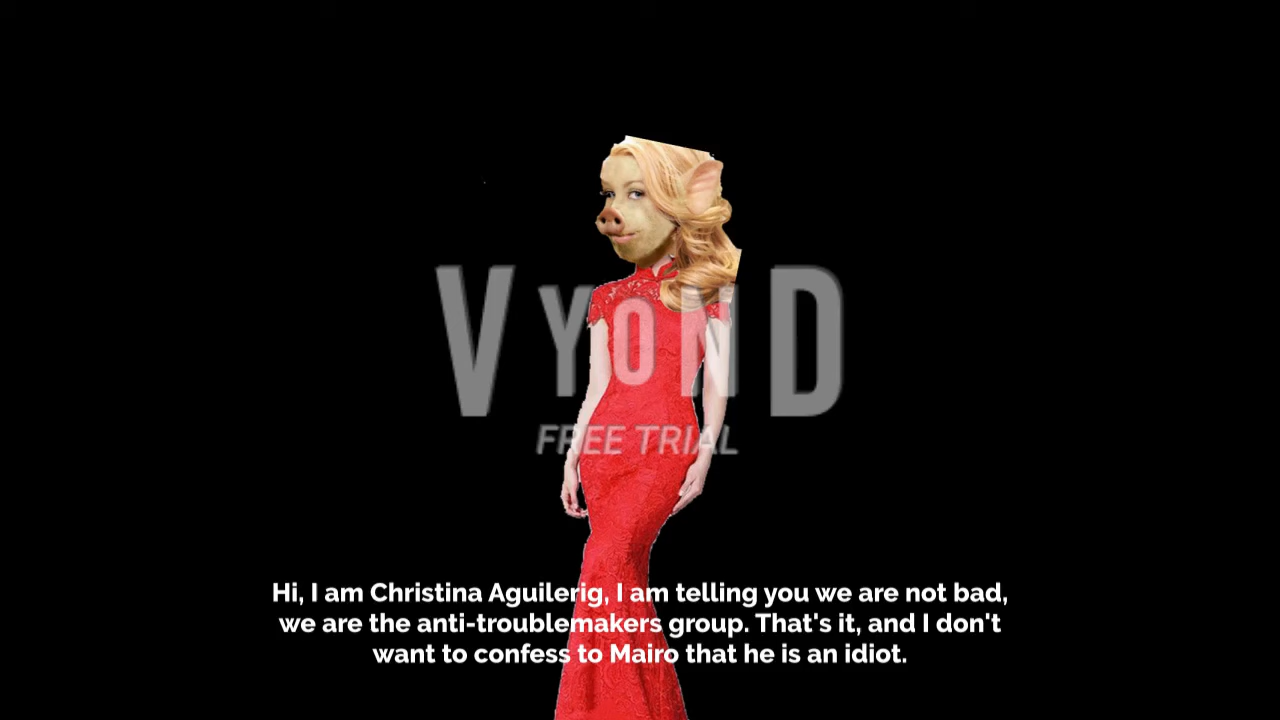 VYOND
FREE TRIAL
Hi, I am Christina Aguilerig, I am telling you we are not bad,
we are the anti-troublemakers group. That's it, and I don't
want to confess to Mairo that he is an idiot.